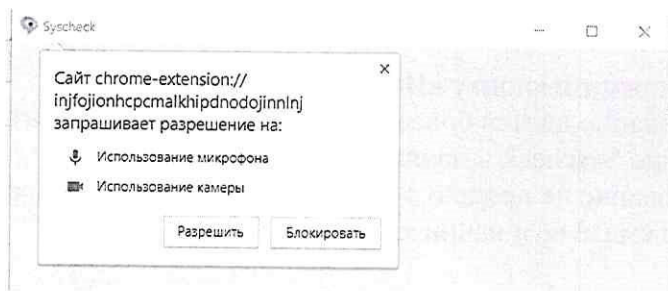 Syscheck
Сайт chrome-extension://
injfojionhcpcmalkhipdnodojinnlnj
запрашивает разрешение на:
Использование микрофона
Использование камеры
Разрешить Блокировать